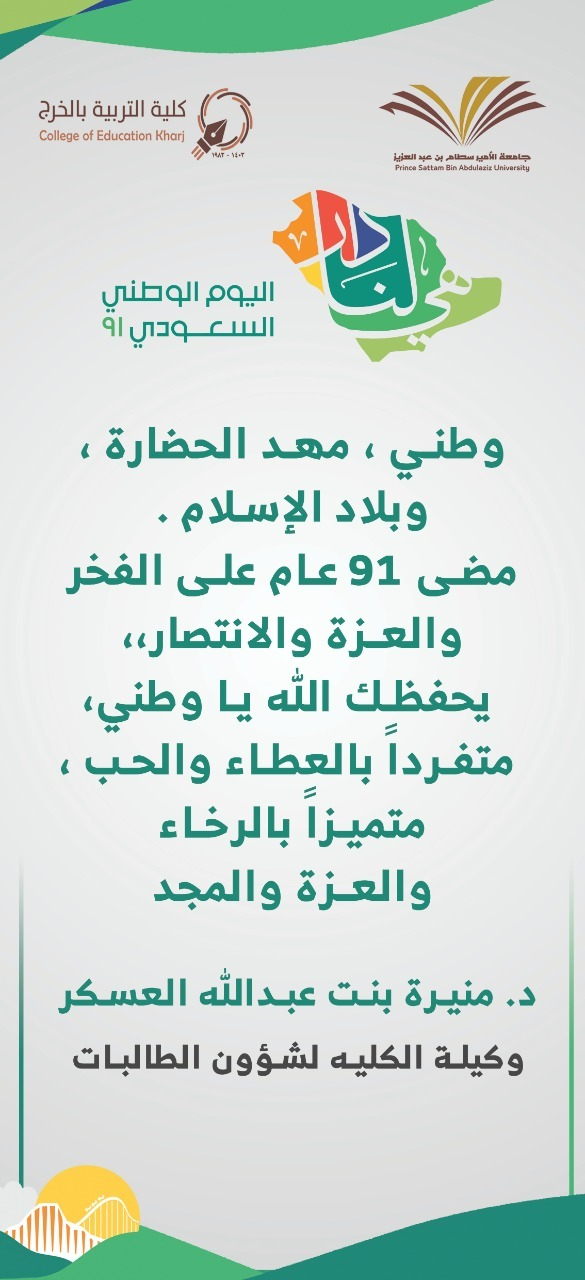 كلية التربية بالخرج
College of Education Kharj
١٤٠٣ - ١٩٨٢
جامعة الأمير سطام بن عبد العزيز
Prince Sattam Bin Abdulaziz University
هي لنا دار
اليوم الوطني
السعودي ٩١
وطني ، مهد الحضارة ،
وبلاد الإسلام .
مضى 91 عام على الفخر
والعزة والانتصار،،
يحفظك الله يا وطني،
متفرداً بالعطاء والحب ،
متميزاً بالرخاء
والعزة والمجد
د. منيرة بنت عبدالله العسكر
وكيلة الكليه لشؤون الطالبات